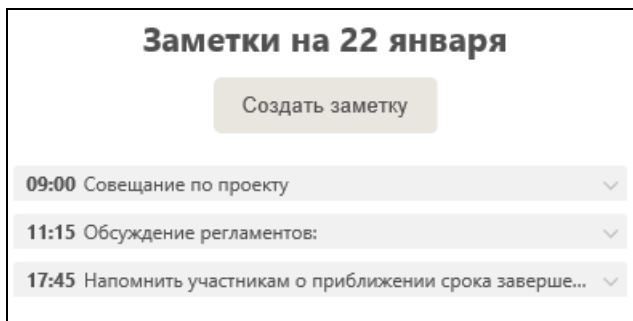 Заметки на 22 января
Создать заметку
09:00 Совещание по проекту
11:15 Обсуждение регламентов:
17:45 Напомнить участникам о приближении срока заверше...